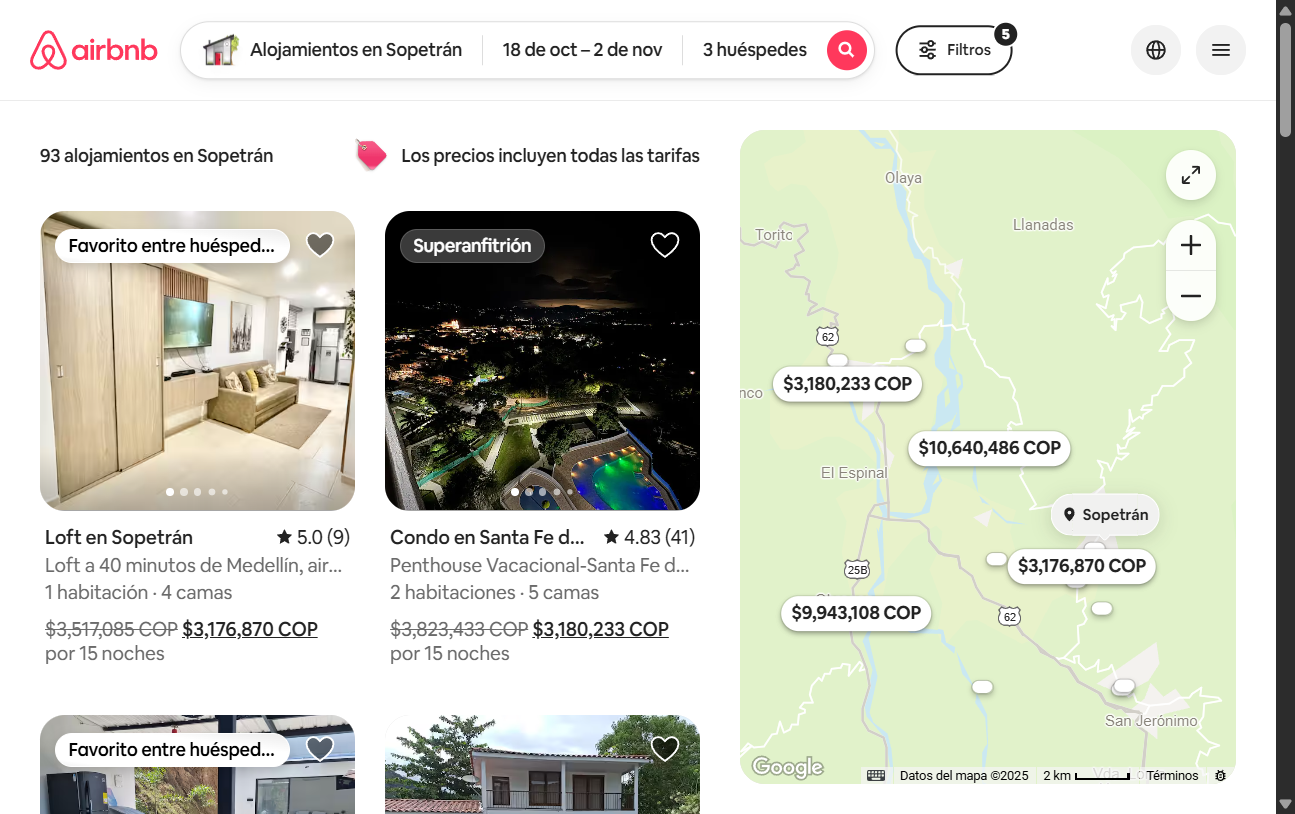 airbnb
Alojamientos en Sopetrán
18 de oct – 2 de nov
3 huéspedes
Filtros
5
93 alojamientos en Sopetrán
Los precios incluyen todas las tarifas
Favorito entre huésped...
Superanfitrión
Loft en Sopetrán
5.0 (9)
Loft a 40 minutos de Medellín, air...
1 habitación · 4 camas
$3,517,085 COP $3,176,870 COP
por 15 noches
Condo en Santa Fe d...
4.83 (41)
Penthouse Vacacional-Santa Fe d...
2 habitaciones · 5 camas
$3,823,433 COP $3,180,233 COP
por 15 noches
Favorito entre huésped...
Olaya
Llanadas
Torito
62
$3,180,233 COP
nco
$10,640,486 COP
El Espinal
Sopetrán
$3,176,870 COP
25B
$9,943,108 COP
62
San Jerónimo
Google
Datos del mapa ©2025
2 km
Términos